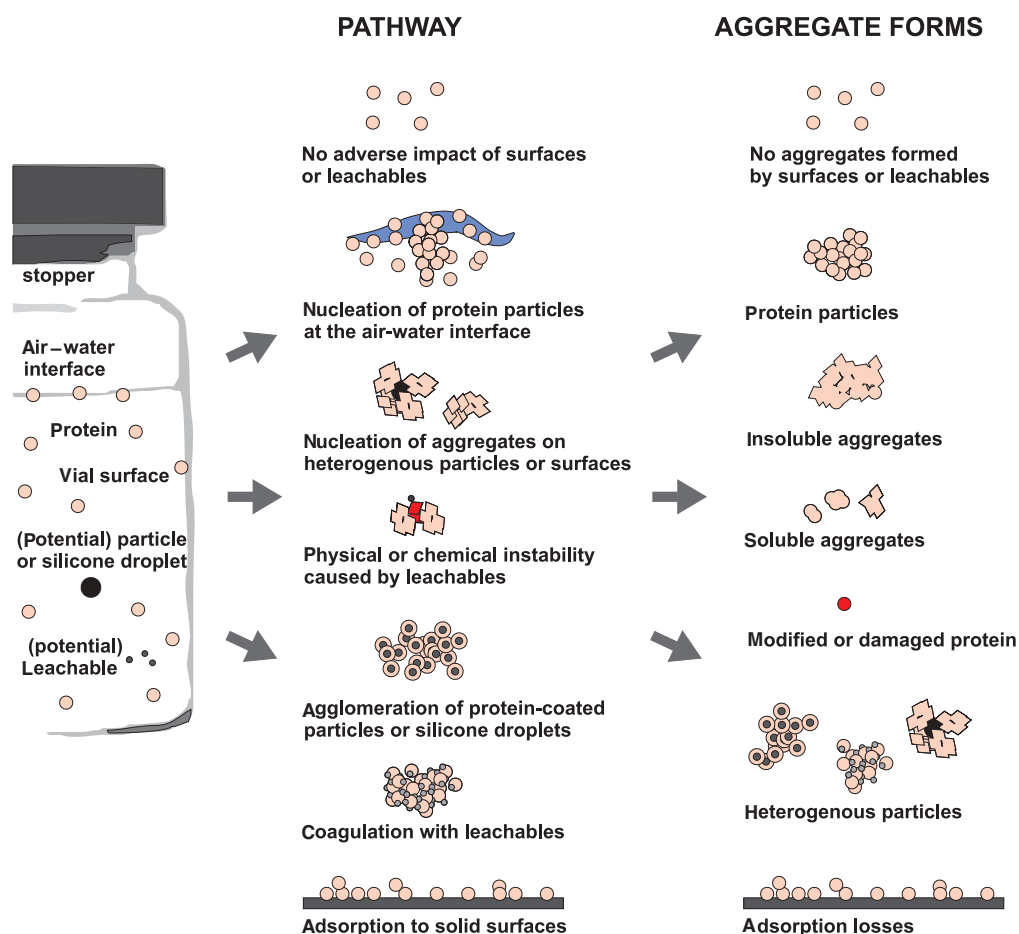 PATHWAY
AGGREGATE FORMS
stopper
Air–water
interface
Protein
Vial surface
(Potential) particle
or silicone droplet
(potential)
Leachable
No adverse impact of surfaces
or leachables
Nucleation of protein particles
at the air-water interface
Nucleation of aggregates on
heterogenous particles or surfaces
Physical or chemical instability
caused by leachables
Agglomeration of protein-coated
particles or silicone droplets
Coagulation with leachables
Adsorption to solid surfaces
No aggregates formed
by surfaces or leachables
Protein particles
Insoluble aggregates
Soluble aggregates
Modified or damaged protein
Heterogenous particles
Adsorption losses